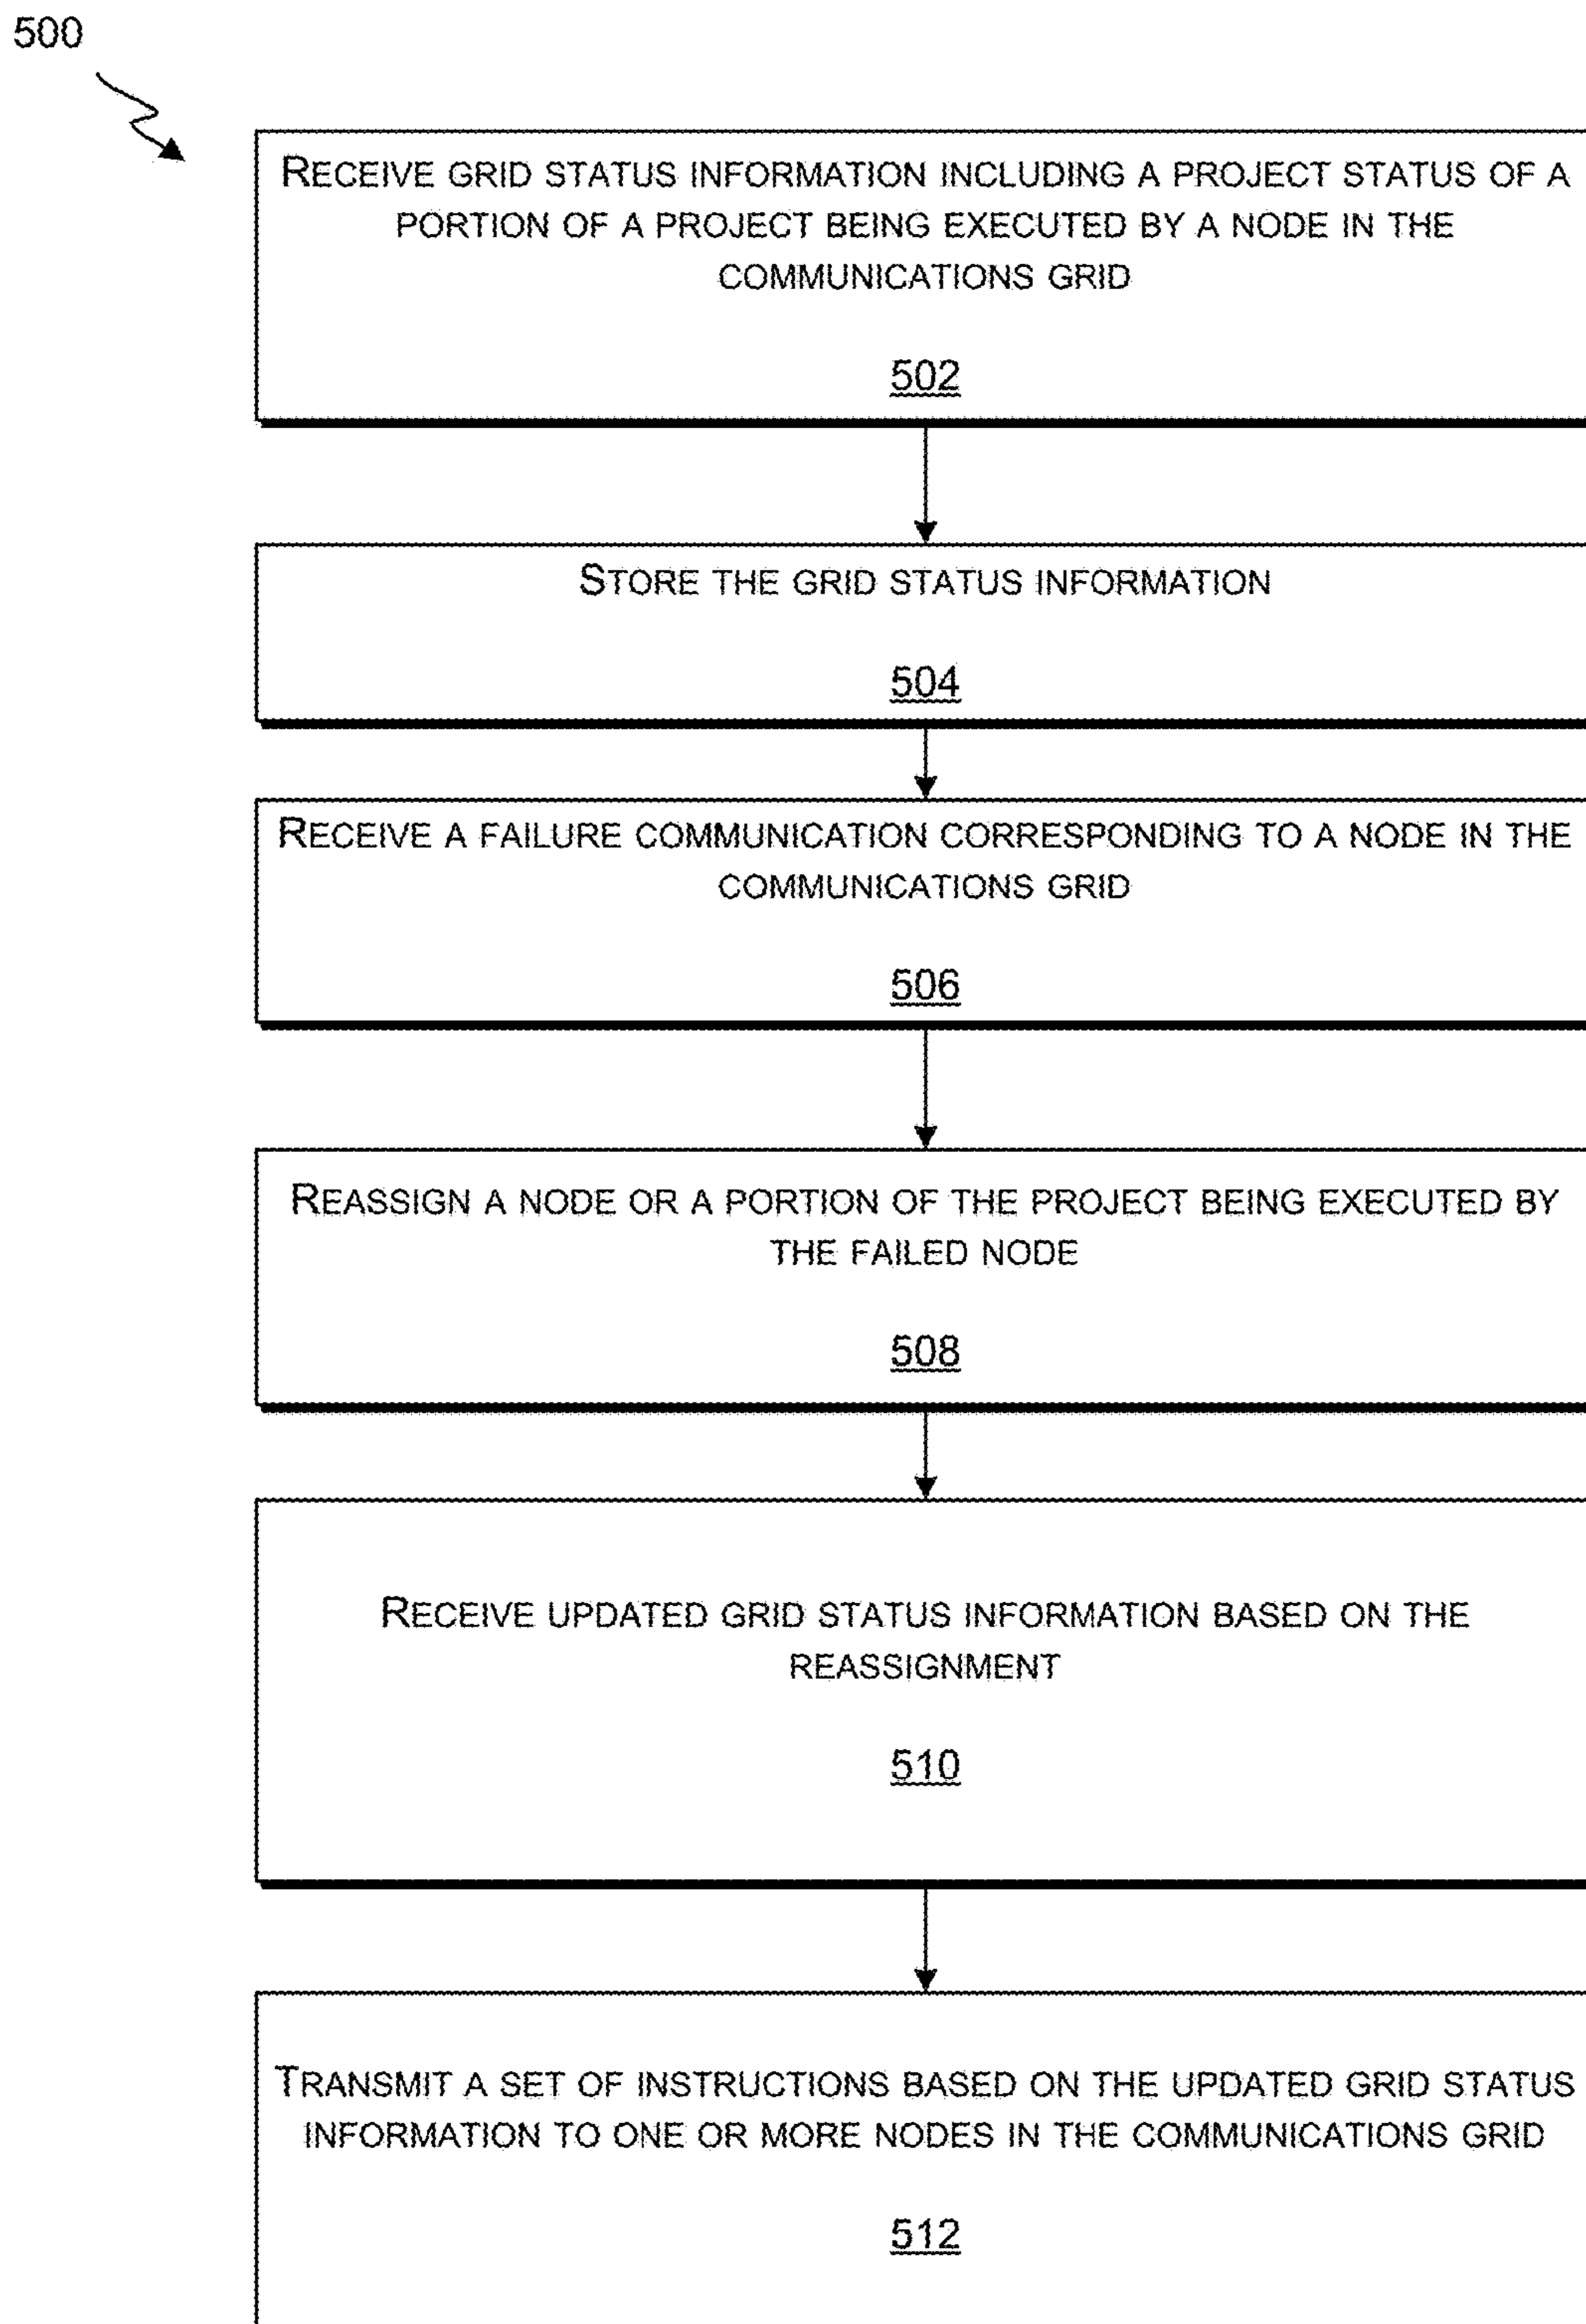 500
RECEIVE GRID STATUS INFORMATION INCLUDING A PROJECT STATUS OF A
PORTION OF A PROJECT BEING EXECUTED BY A NODE IN THE
COMMUNICATIONS GRID
502
STORE THE GRID STATUS INFORMATION
504
RECEIVE A FAILURE COMMUNICATION CORRESPONDING TO A NODE IN THE
COMMUNICATIONS GRID
506
REASSIGN A NODE OR A PORTION OF THE PROJECT BEING EXECUTED BY
THE FAILED NODE
508
RECEIVE UPDATED GRID STATUS INFORMATION BASED ON THE
REASSIGNMENT
510
TRANSMIT A SET OF INSTRUCTIONS BASED ON THE UPDATED GRID STATUS
INFORMATION TO ONE OR MORE NODES IN THE COMMUNICATIONS GRID
512